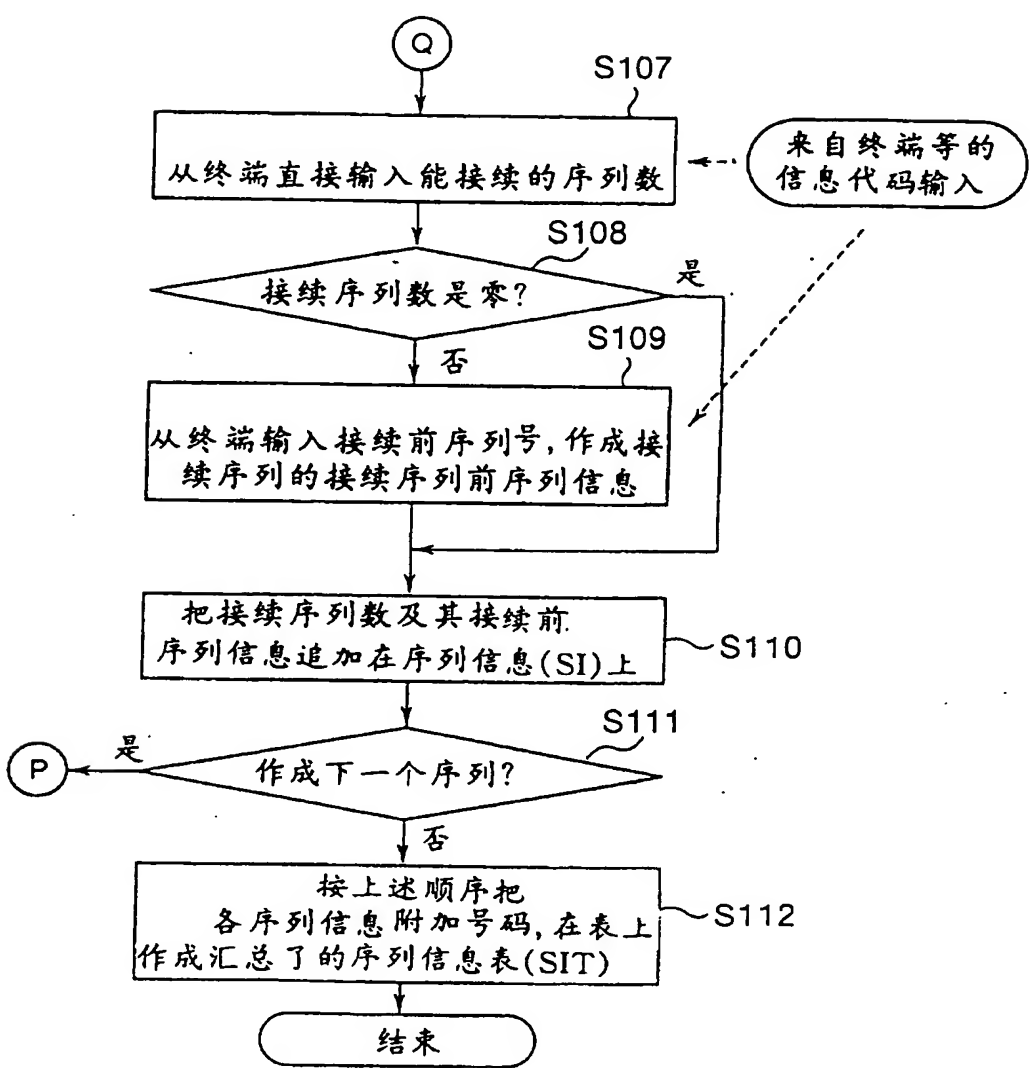 Q
S107
从终端直接输入能接续的序列数
来自终端等的
信息代码输入
S108
接续序列数是零?
是
否
S109
从终端输入接续前序列号,作成接
续序列的接续序列前序列信息
把接续序列数及其接续前
序列信息追加在序列信息(SI)上
S110
S111
作成下一个序列?
是
P
否
按上述顺序把
各序列信息附加号码,在表上
作成汇总了的序列信息表(SIT)
S112
结束